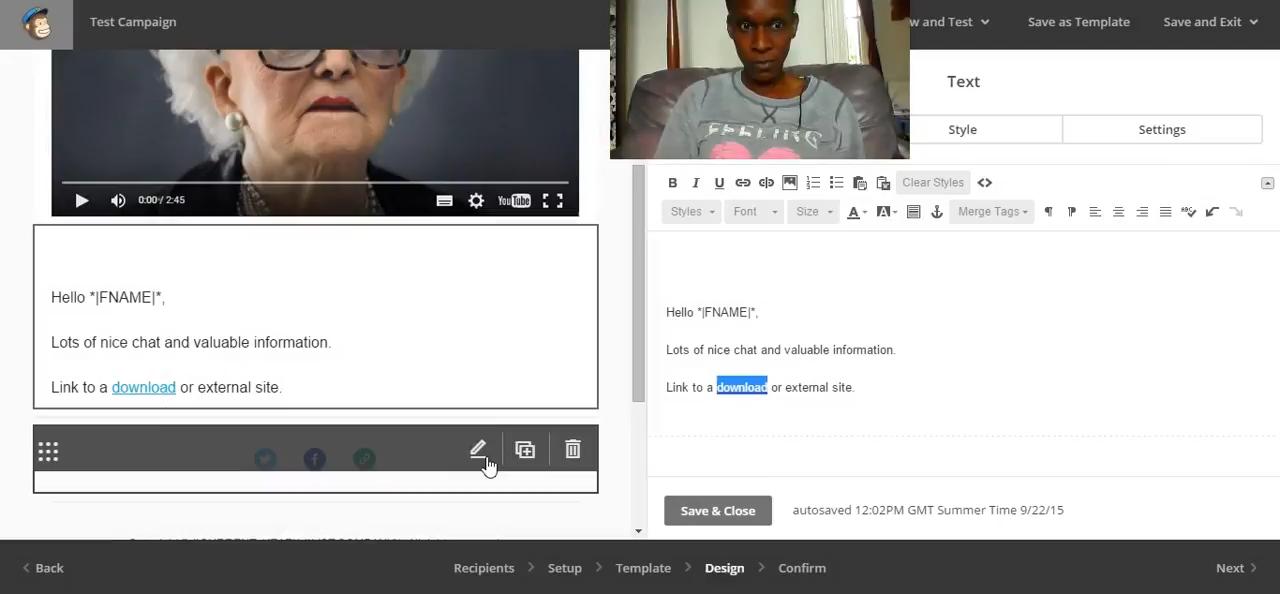 Test Campaign
w and Test
Save as Template
Save and Exit
FEELING
Text
Style
Settings
0:00 / 2:45
YouTube
Clear Styles
Styles
Font
Size
Merge Tags
Hello *|FNAME|*,
Lots of nice chat and valuable information.
Link to a download or external site.
Hello *|FNAME|*,
Lots of nice chat and valuable information.
Link to a download or external site.
Save & Close
autosaved 12:02PM GMT Summer Time 9/22/15
Back
Recipients
Setup
Template
Design
Confirm
Next